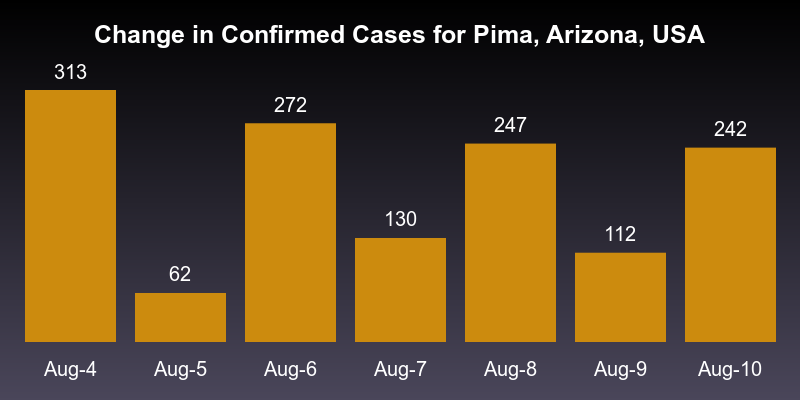 Change in Confirmed Cases for Pima, Arizona, USA
313
62
272
130
247
112
242
Aug-4
Aug-5
Aug-6
Aug-7
Aug-8
Aug-9
Aug-10